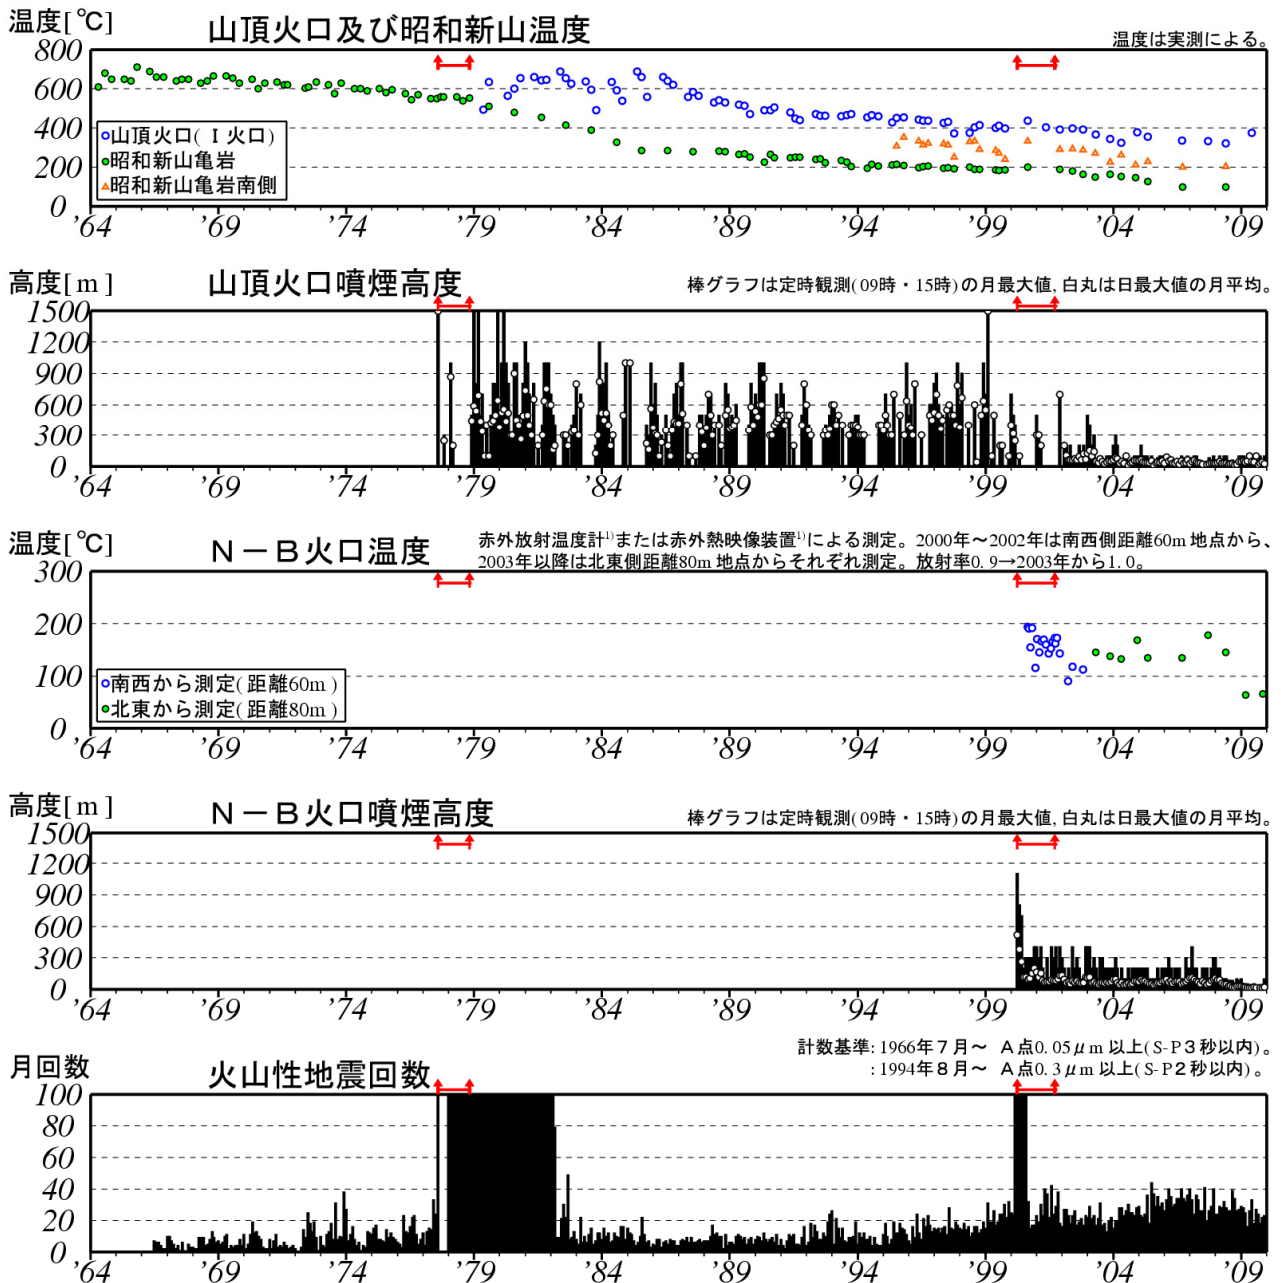 温度[℃]
山頂火口及び昭和新山温度
温度は実測による。
800
600
400
200
0
山頂火口(Ⅰ火口)
昭和新山亀岩
昭和新山亀岩南側
'64 '69 '74 '79 '84 '89 '94 '99 '04 '09
高度[m]
山頂火口噴煙高度
棒グラフは定時観測(09時・15時)の月最大値,白丸は日最大値の月平均。
1500
1200
900
600
300
0
'64 '69 '74 '79 '84 '89 '94 '99 '04 '09
温度[℃]
N－B火口温度
赤外放射温度計¹⁾または赤外熱映像装置¹⁾による測定。2000年～2002年は南西側距離60m地点から、
2003年以降は北東側距離80m地点からそれぞれ測定。放射率0.9→2003年から1.0。
300
200
100
0
南西から測定(距離60m)
北東から測定(距離80m)
'64 '69 '74 '79 '84 '89 '94 '99 '04 '09
高度[m]
N－B火口噴煙高度
棒グラフは定時観測(09時・15時)の月最大値,白丸は日最大値の月平均。
1500
1200
900
600
300
0
'64 '69 '74 '79 '84 '89 '94 '99 '04 '09
月回数
火山性地震回数
計数基準:1966年7月～ A点0.05μm以上(S-P3秒以内)。
:1994年8月～ A点0.3μm以上(S-P2秒以内)。
100
80
60
40
20
0
'64 '69 '74 '79 '84 '89 '94 '99 '04 '09